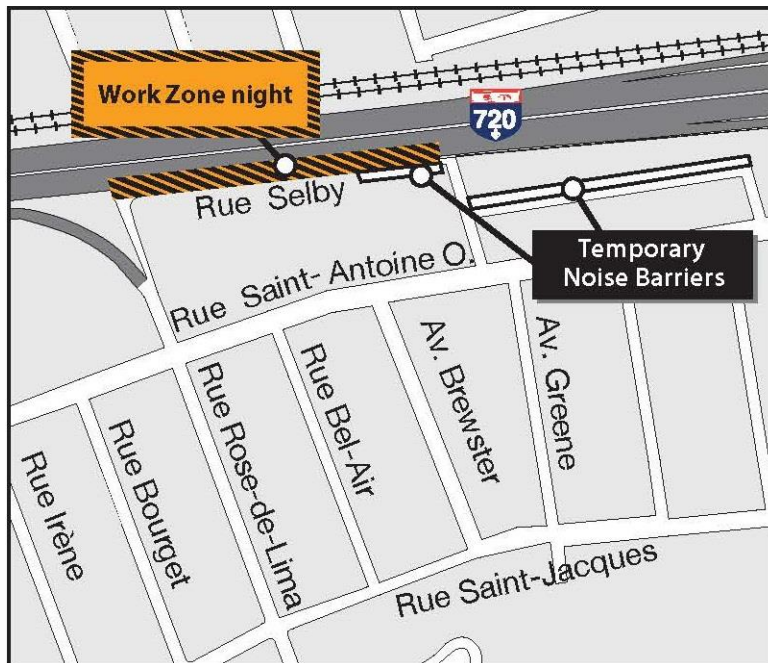 Work Zone night
720
Rue Selby
Temporary
Noise Barriers
Rue Saint-Antoine O.
Av. Brewster
Av. Greene
Rue Bel-Air
Rue Rose-de-Lima
Rue Bourget
Rue Irène
Rue Saint-Jacques